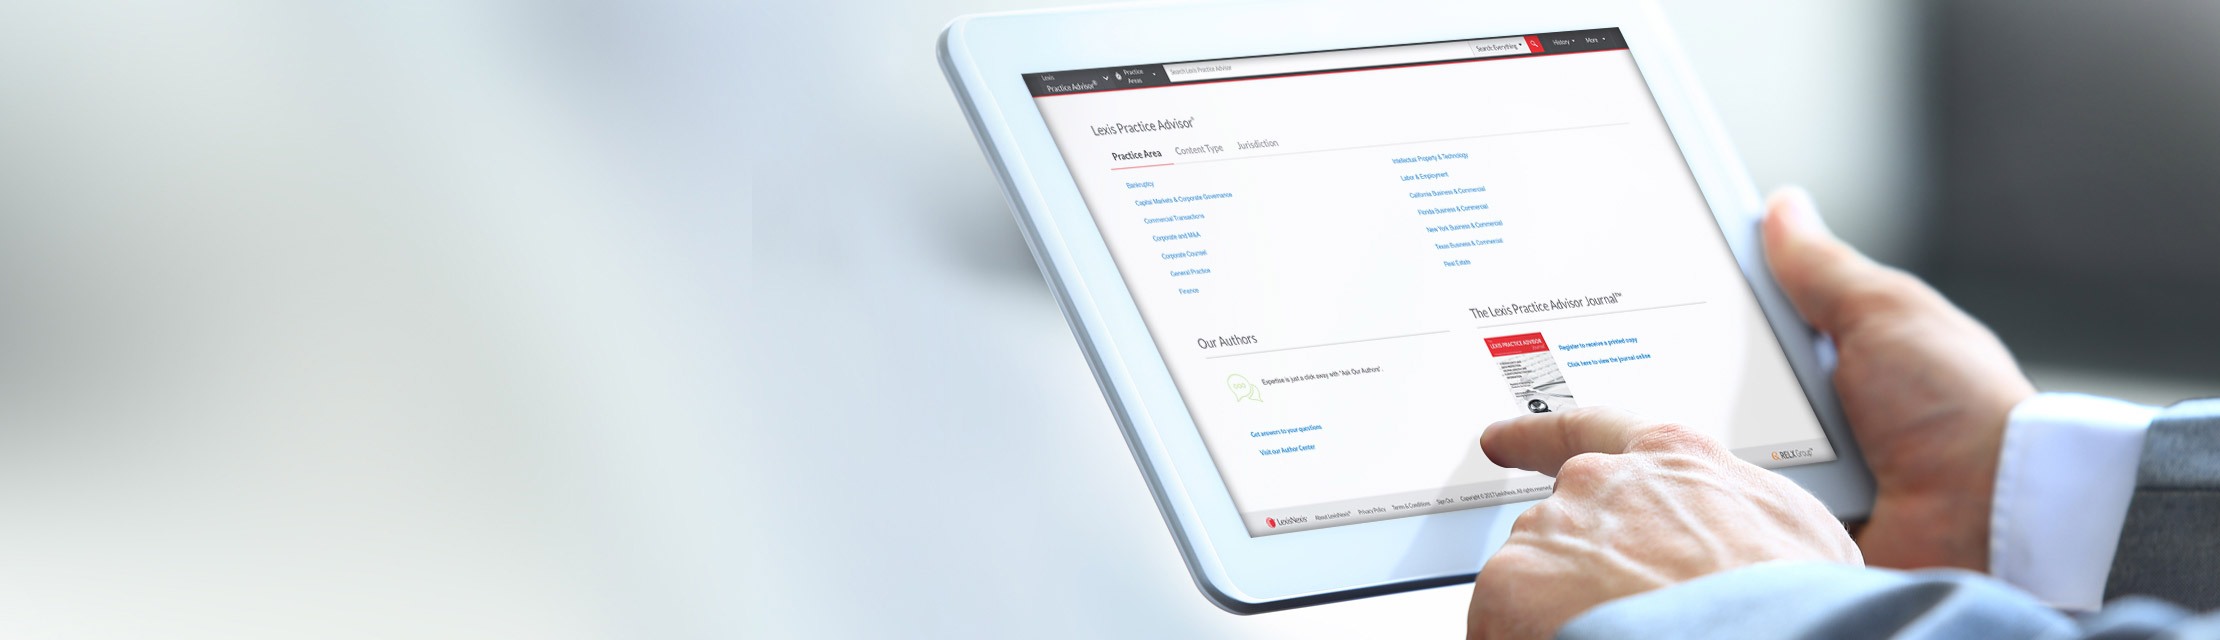 Lexis
Practice Advisor®
Practice
Areas
Search Lexis Practice Advisor
Search: Everything
History
More
Lexis Practice Advisor®
Practice Area
Content Type
Jurisdiction
Bankruptcy
Capital Markets & Corporate Governance
Commercial Transactions
Corporate and M&A
Corporate Counsel
General Practice
Finance
Intellectual Property & Technology
Labor & Employment
California Business & Commercial
Florida Business & Commercial
New York Business & Commercial
Texas Business & Commercial
Real Estate
Our Authors
Expertise is just a click away with "Ask Our Authors".
Get answers to your questions
Visit our Author Center
The Lexis Practice Advisor Journal™
LEXIS PRACTICE ADVISOR
Journal
Register to receive a printed copy
Click here to view the journal online
LexisNexis®
About LexisNexis®
Privacy Policy
Terms & Conditions
Sign Out
Copyright © 2017 LexisNexis. All rights reserved.
RELX Group™